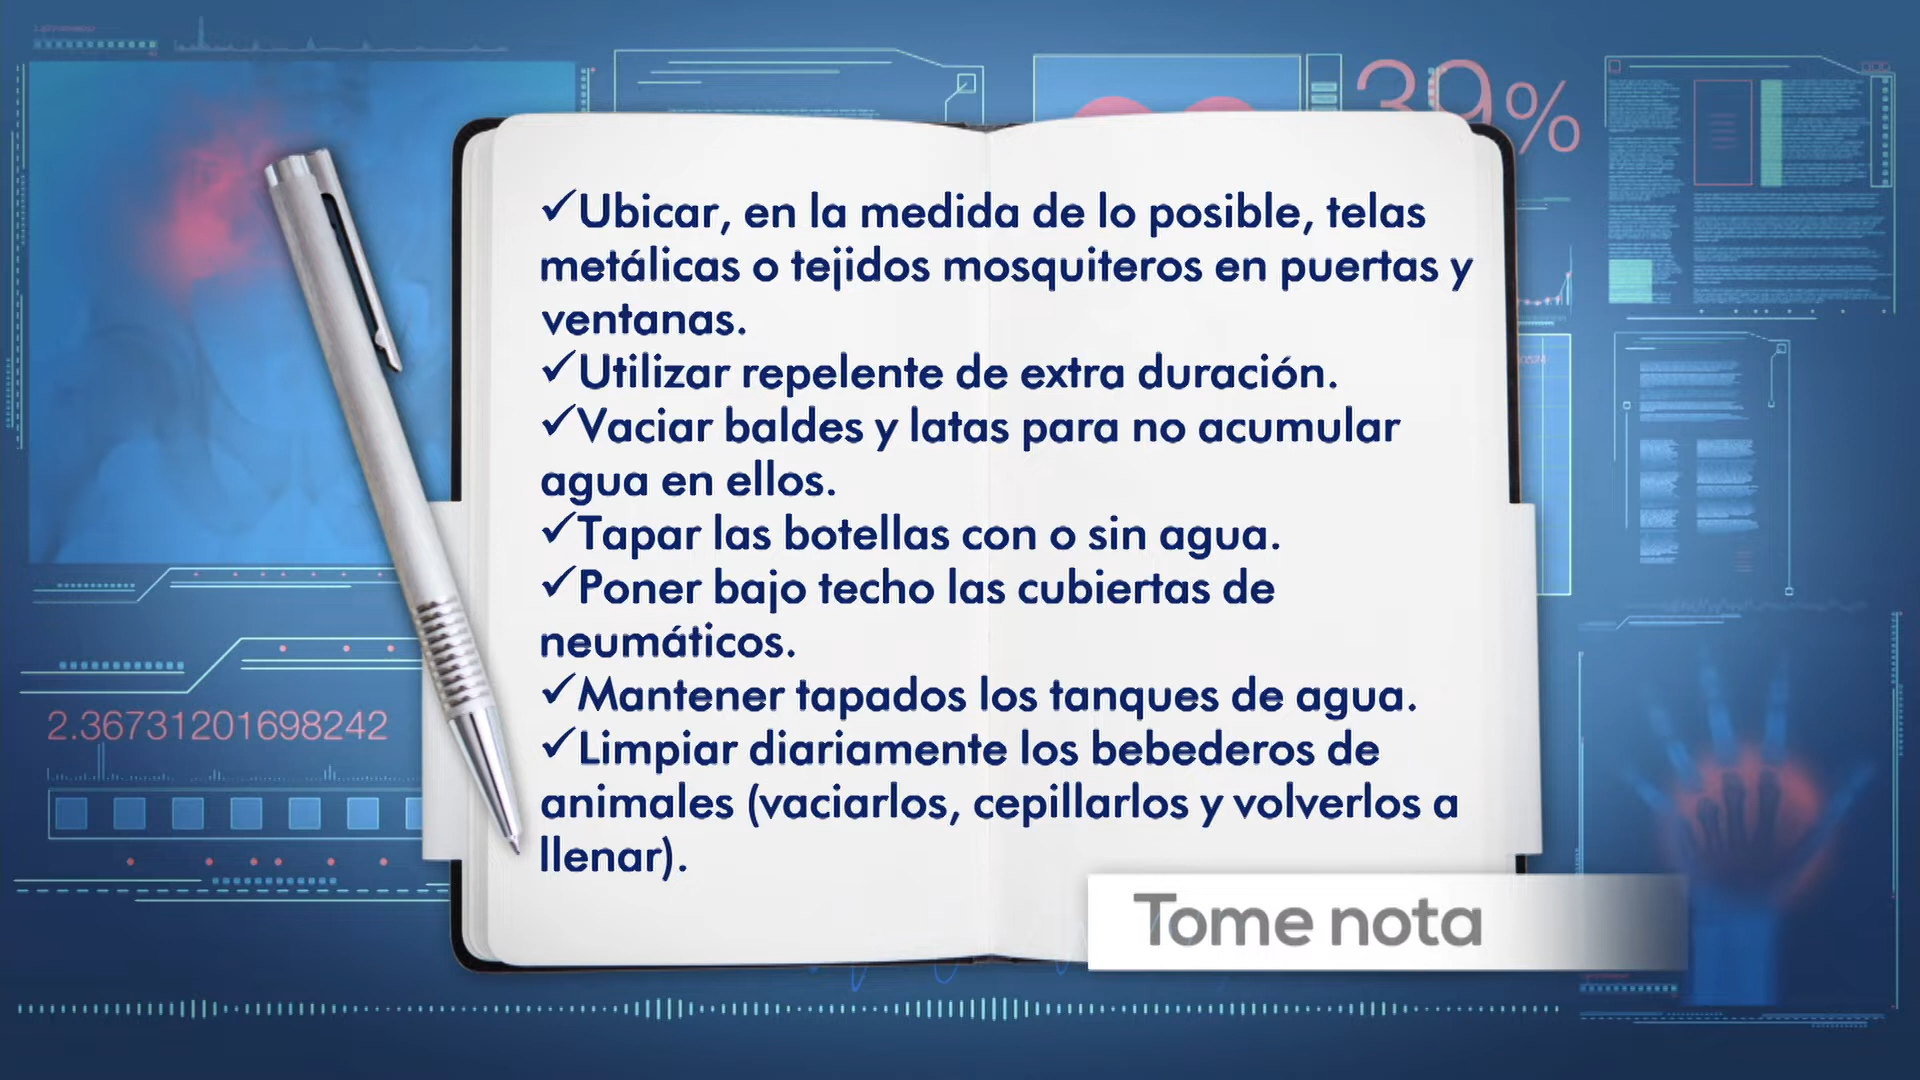 39%
✓Ubicar, en la medida de lo posible, telas
metálicas o tejidos mosquiteros en puertas y
ventanas.
✓Utilizar repelente de extra duración.
✓Vaciar baldes y latas para no acumular
agua en ellos.
✓Tapar las botellas con o sin agua.
✓Poner bajo techo las cubiertas de
neumáticos.
✓Mantener tapados los tanques de agua.
✓Limpiar diariamente los bebederos de
animales (vaciarlos, cepillarlos y volverlos a
llenar).
2.36731201698242
Tome nota